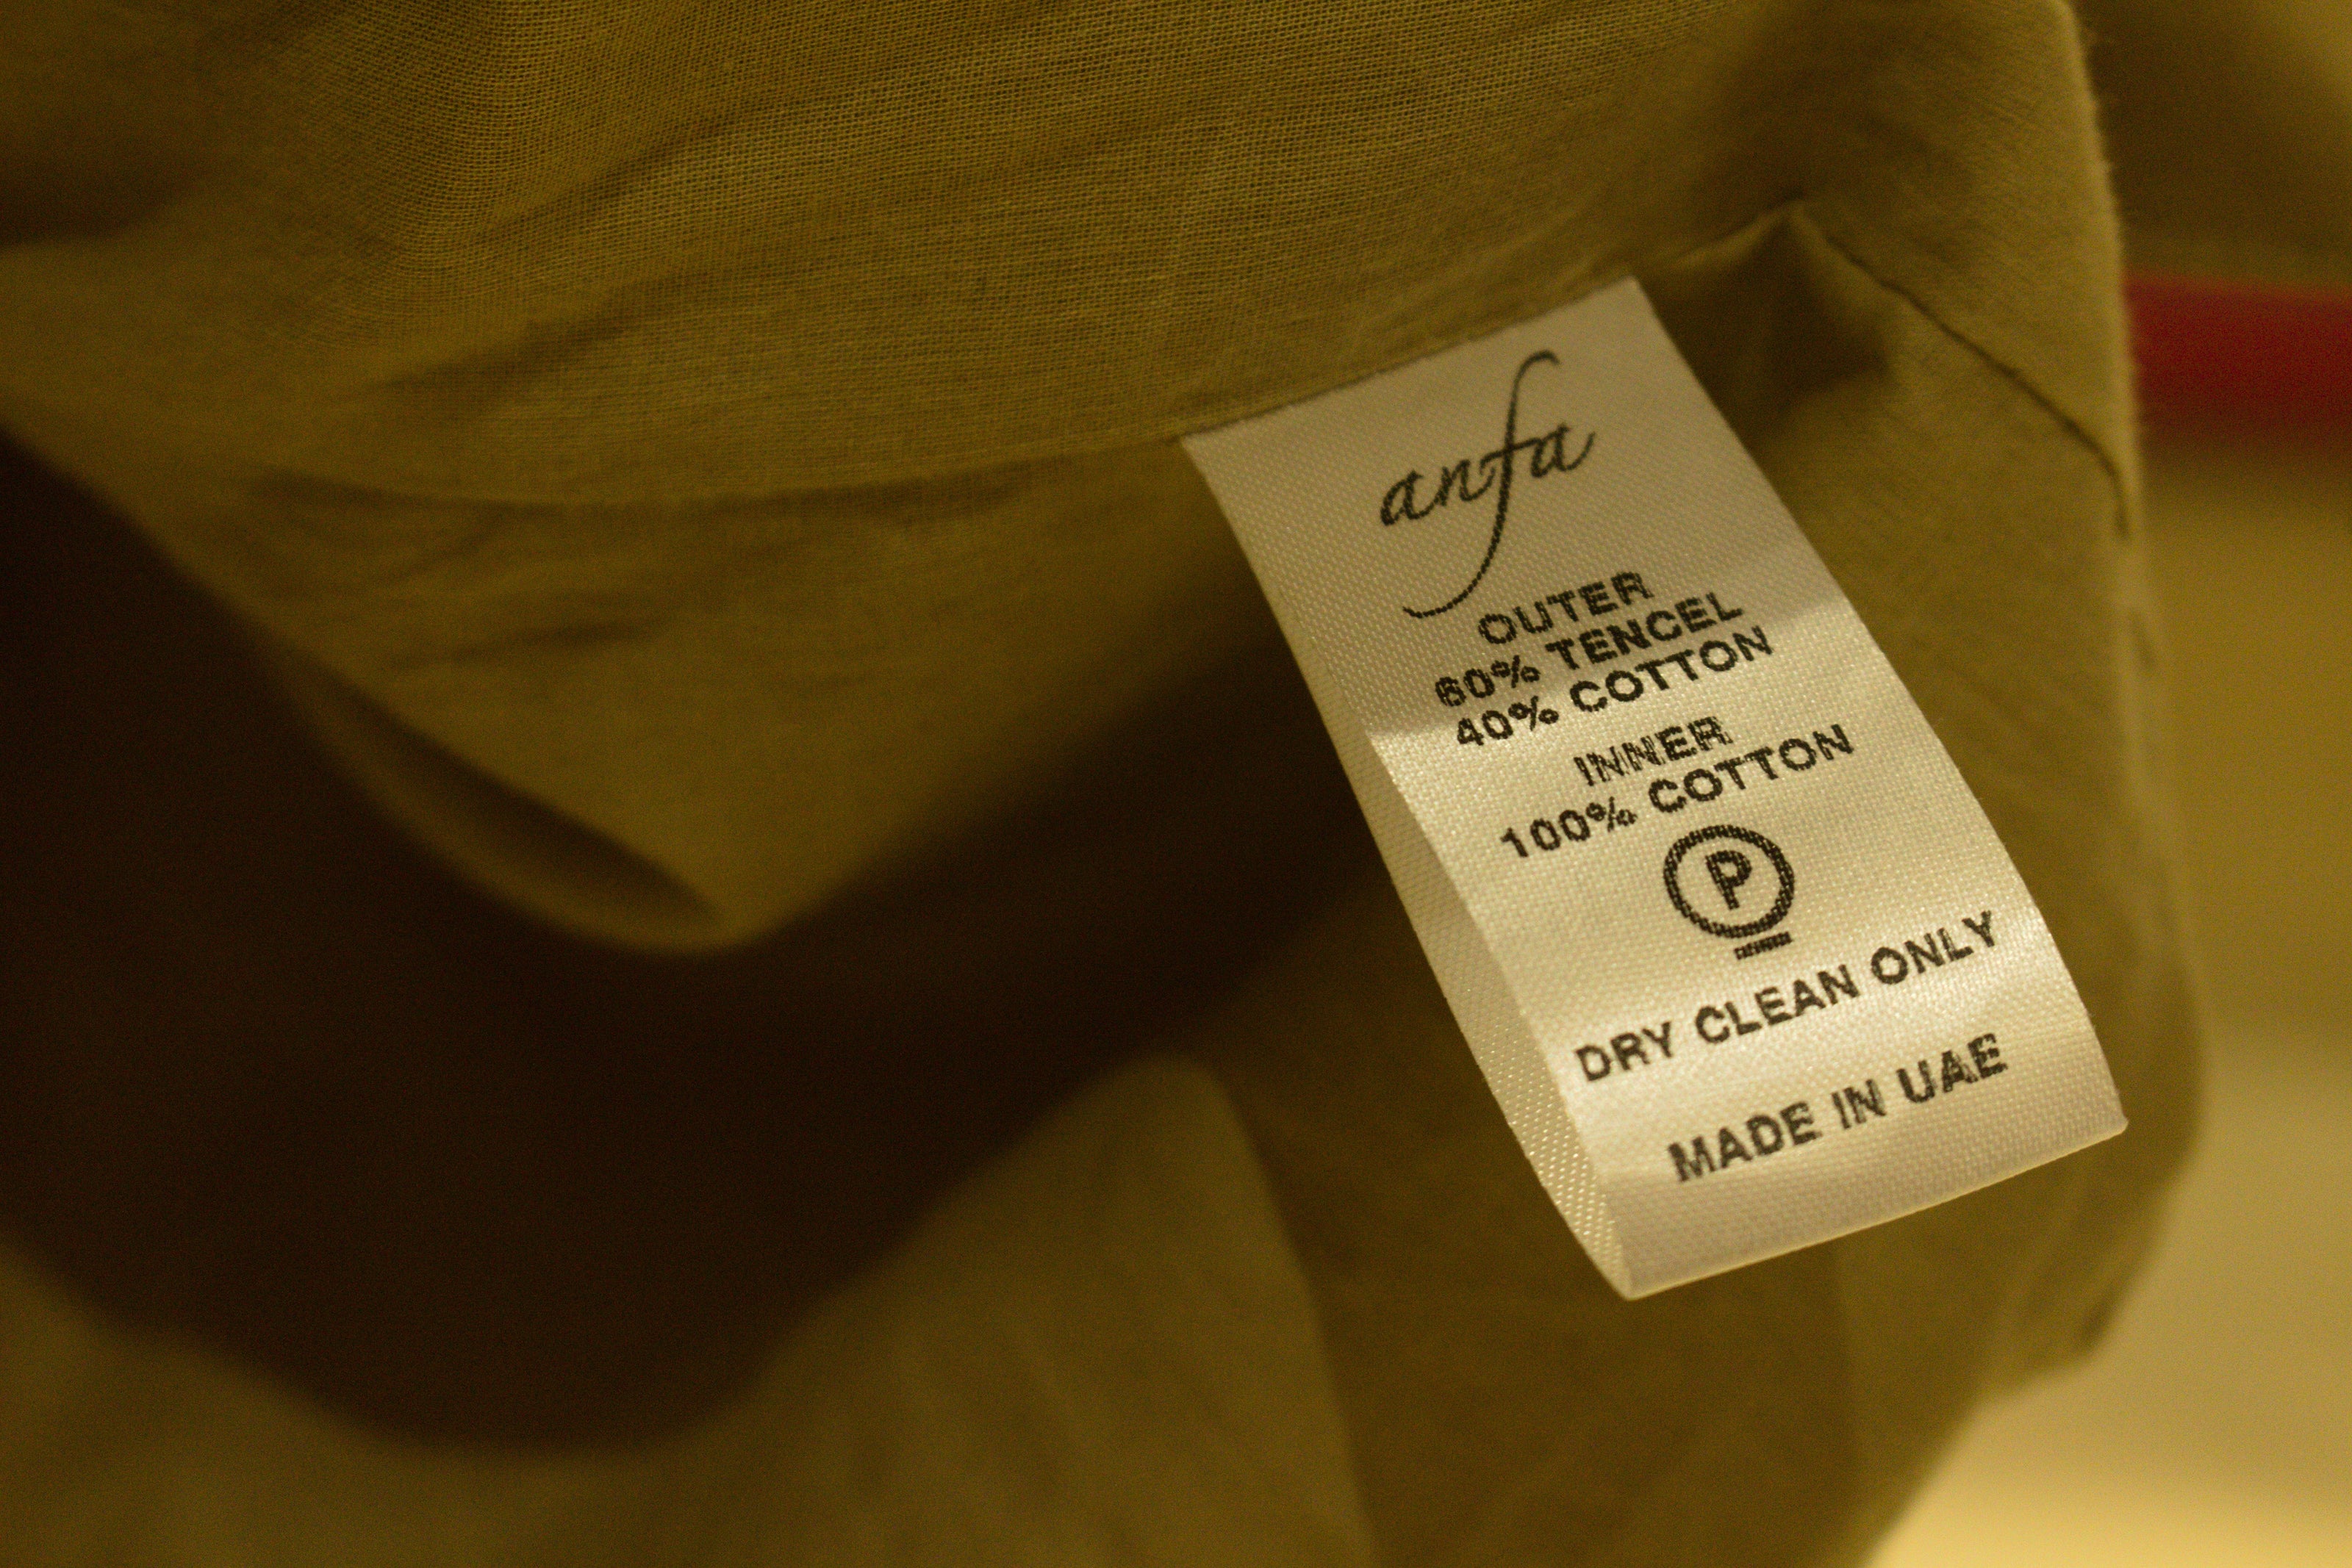 anfa
OUTER
60% TENCEL
40% COTTON
INNER
100% COTTON
P
DRY CLEAN ONLY
MADE IN UAE